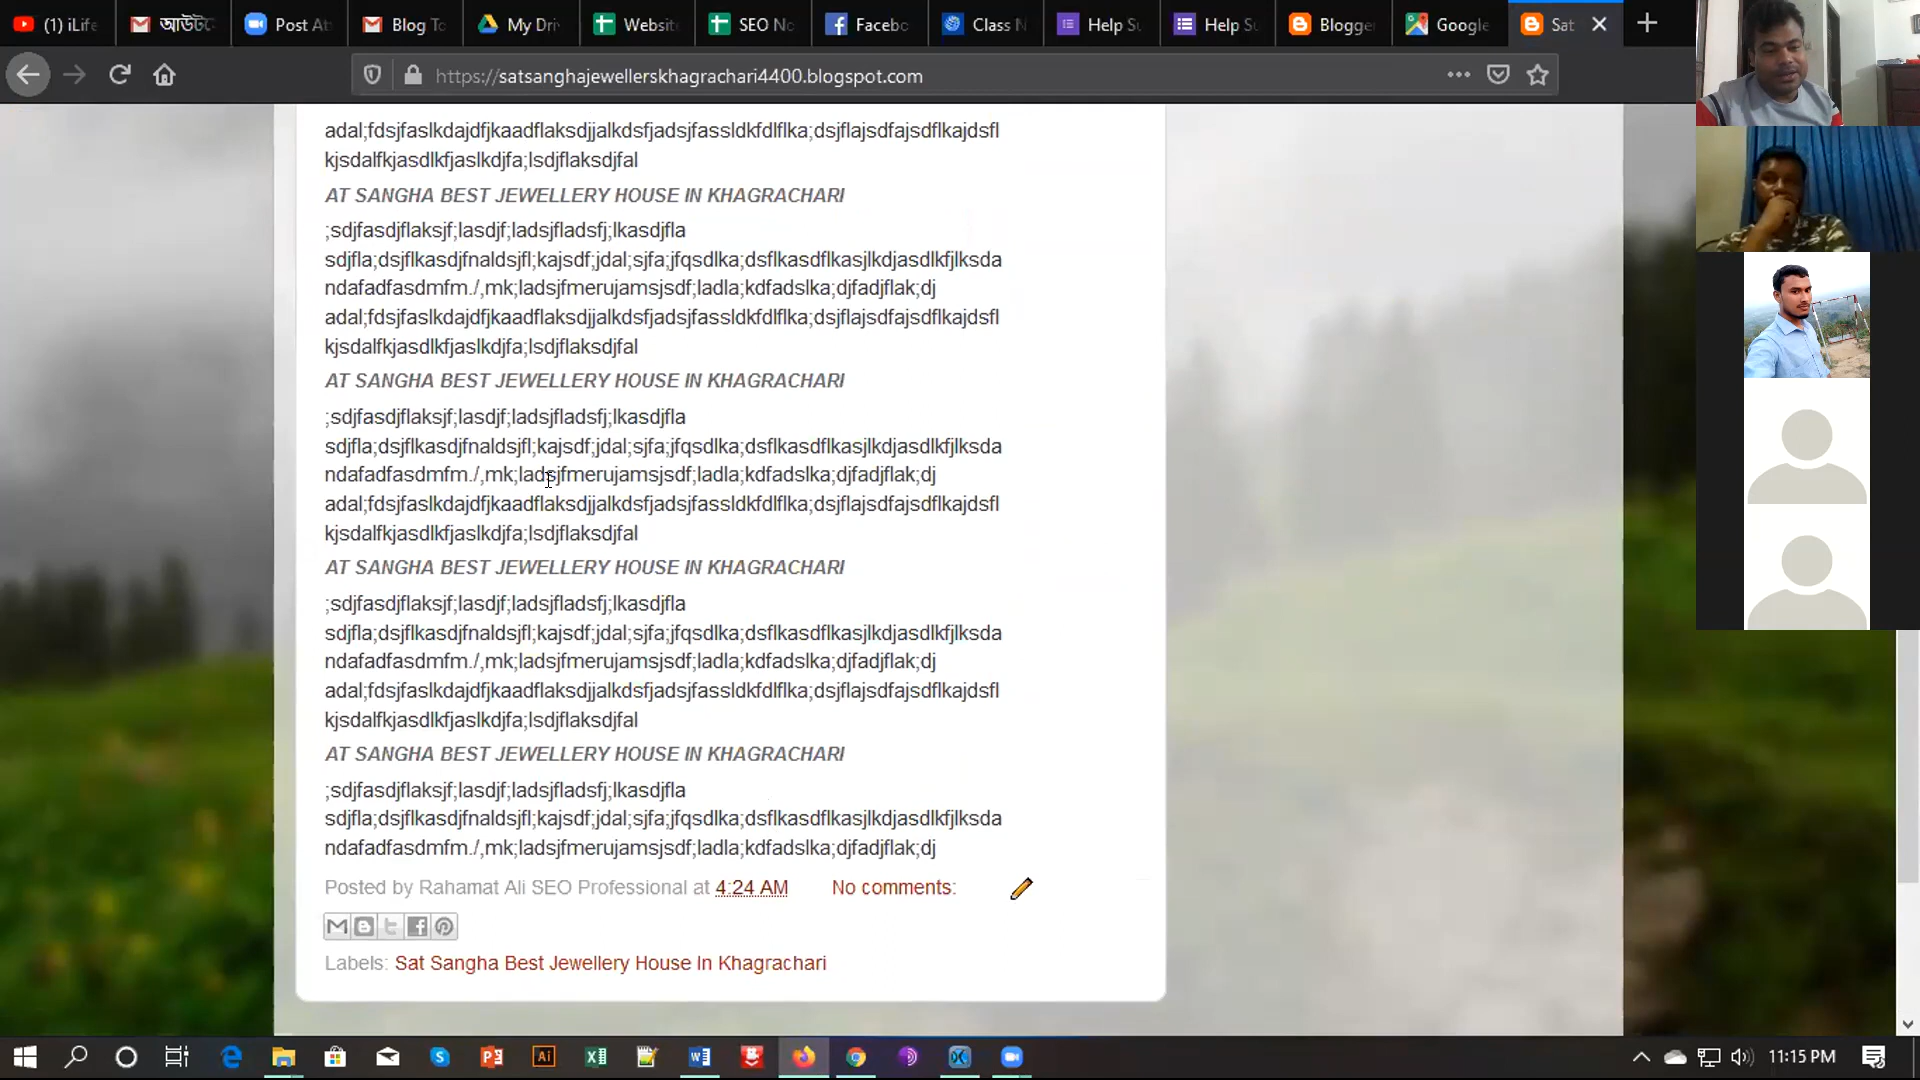 (1) iLife
আউট
Post At
Blog To
My Dri
Websit
SEO No
Facebo
Class N
Help Su
Help Su
Blogge
Google
Sat
https://satsanghajewellerskhagrachari4400.blogspot.com
adal;fdsjfaslkdajdfjkaadflaksdjjalkdsfjadsjfassldkfdlflka;dsjflajsdfajsdflkajdsfl
kjsdalfkjasdlkfjaslkdjfa;lsdjflaksdjfal
AT SANGHA BEST JEWELLERY HOUSE IN KHAGRACHARI
;sdjfasdjflaksjf;lasdjf;ladsjfladsfj;lkasdjfla
sdjfla;dsjflkasdjfnaldsjfl;kajsdf;jdal;sjfa;jfqsdlka;dsflkasdflkasjlkdjasdlkfjlksda
ndafadfasdmfm./,mk;ladsjfmerujamsjsdf;ladla;kdfadslka;djfadjflak;dj
adal;fdsjfaslkdajdfjkaadflaksdjjalkdsfjadsjfassldkfdlflka;dsjflajsdfajsdflkajdsfl
kjsdalfkjasdlkfjaslkdjfa;lsdjflaksdjfal
AT SANGHA BEST JEWELLERY HOUSE IN KHAGRACHARI
;sdjfasdjflaksjf;lasdjf;ladsjfladsfj;lkasdjfla
sdjfla;dsjflkasdjfnaldsjfl;kajsdf;jdal;sjfa;jfqsdlka;dsflkasdflkasjlkdjasdlkfjlksda
ndafadfasdmfm./,mk;ladsjfmerujamsjsdf;ladla;kdfadslka;djfadjflak;dj
adal;fdsjfaslkdajdfjkaadflaksdjjalkdsfjadsjfassldkfdlflka;dsjflajsdfajsdflkajdsfl
kjsdalfkjasdlkfjaslkdjfa;lsdjflaksdjfal
AT SANGHA BEST JEWELLERY HOUSE IN KHAGRACHARI
;sdjfasdjflaksjf;lasdjf;ladsjfladsfj;lkasdjfla
sdjfla;dsjflkasdjfnaldsjfl;kajsdf;jdal;sjfa;jfqsdlka;dsflkasdflkasjlkdjasdlkfjlksda
ndafadfasdmfm./,mk;ladsjfmerujamsjsdf;ladla;kdfadslka;djfadjflak;dj
adal;fdsjfaslkdajdfjkaadflaksdjjalkdsfjadsjfassldkfdlflka;dsjflajsdfajsdflkajdsfl
kjsdalfkjasdlkfjaslkdjfa;lsdjflaksdjfal
AT SANGHA BEST JEWELLERY HOUSE IN KHAGRACHARI
;sdjfasdjflaksjf;lasdjf;ladsjfladsfj;lkasdjfla
sdjfla;dsjflkasdjfnaldsjfl;kajsdf;jdal;sjfa;jfqsdlka;dsflkasdflkasjlkdjasdlkfjlksda
ndafadfasdmfm./,mk;ladsjfmerujamsjsdf;ladla;kdfadslka;djfadjflak;dj
Posted by Rahamat Ali SEO Professional at 4:24 AM No comments:
Labels: Sat Sangha Best Jewellery House In Khagrachari
11:15 PM